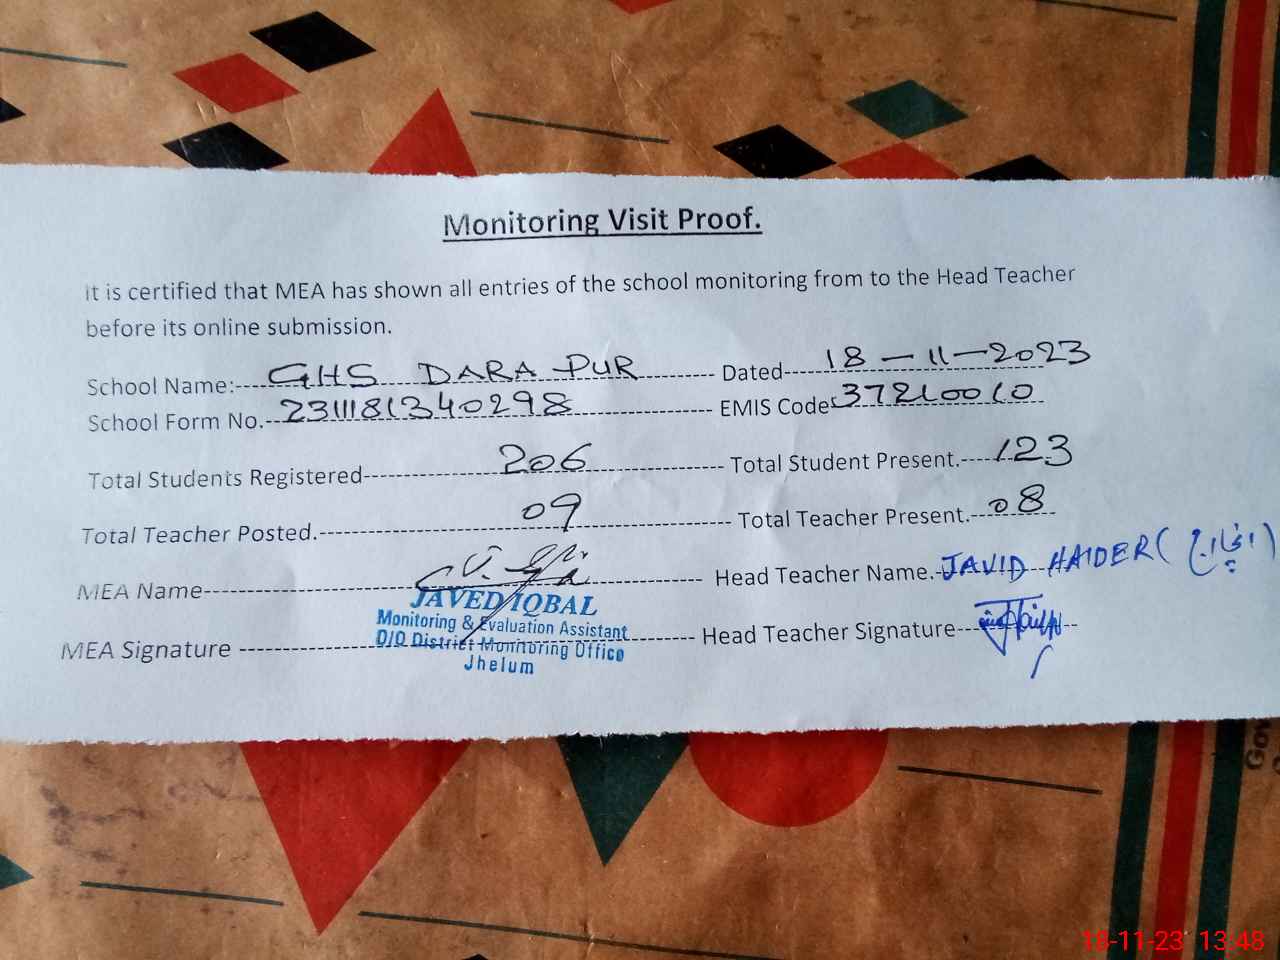 Monitoring Visit Proof.
It is certified that MEA has shown all entries of the school monitoring from to the Head Teacher
before its online submission.
School Name:- GHS DARA PUR Dated 18-11-2023
School Form No. 2311181340298 EMIS Code 37210010
Total Students Registered 206 Total Student Present. 123
Total Teacher Posted. 09 Total Teacher Present. 08
MEA Name Head Teacher Name. JAVID HAIDER (انچارج)
JAVED IQBAL
Monitoring & Evaluation Assistant
MEA Signature Head Teacher Signature
O/O District Monitoring Office
Jhelum
Gov
18-11-23 13:48